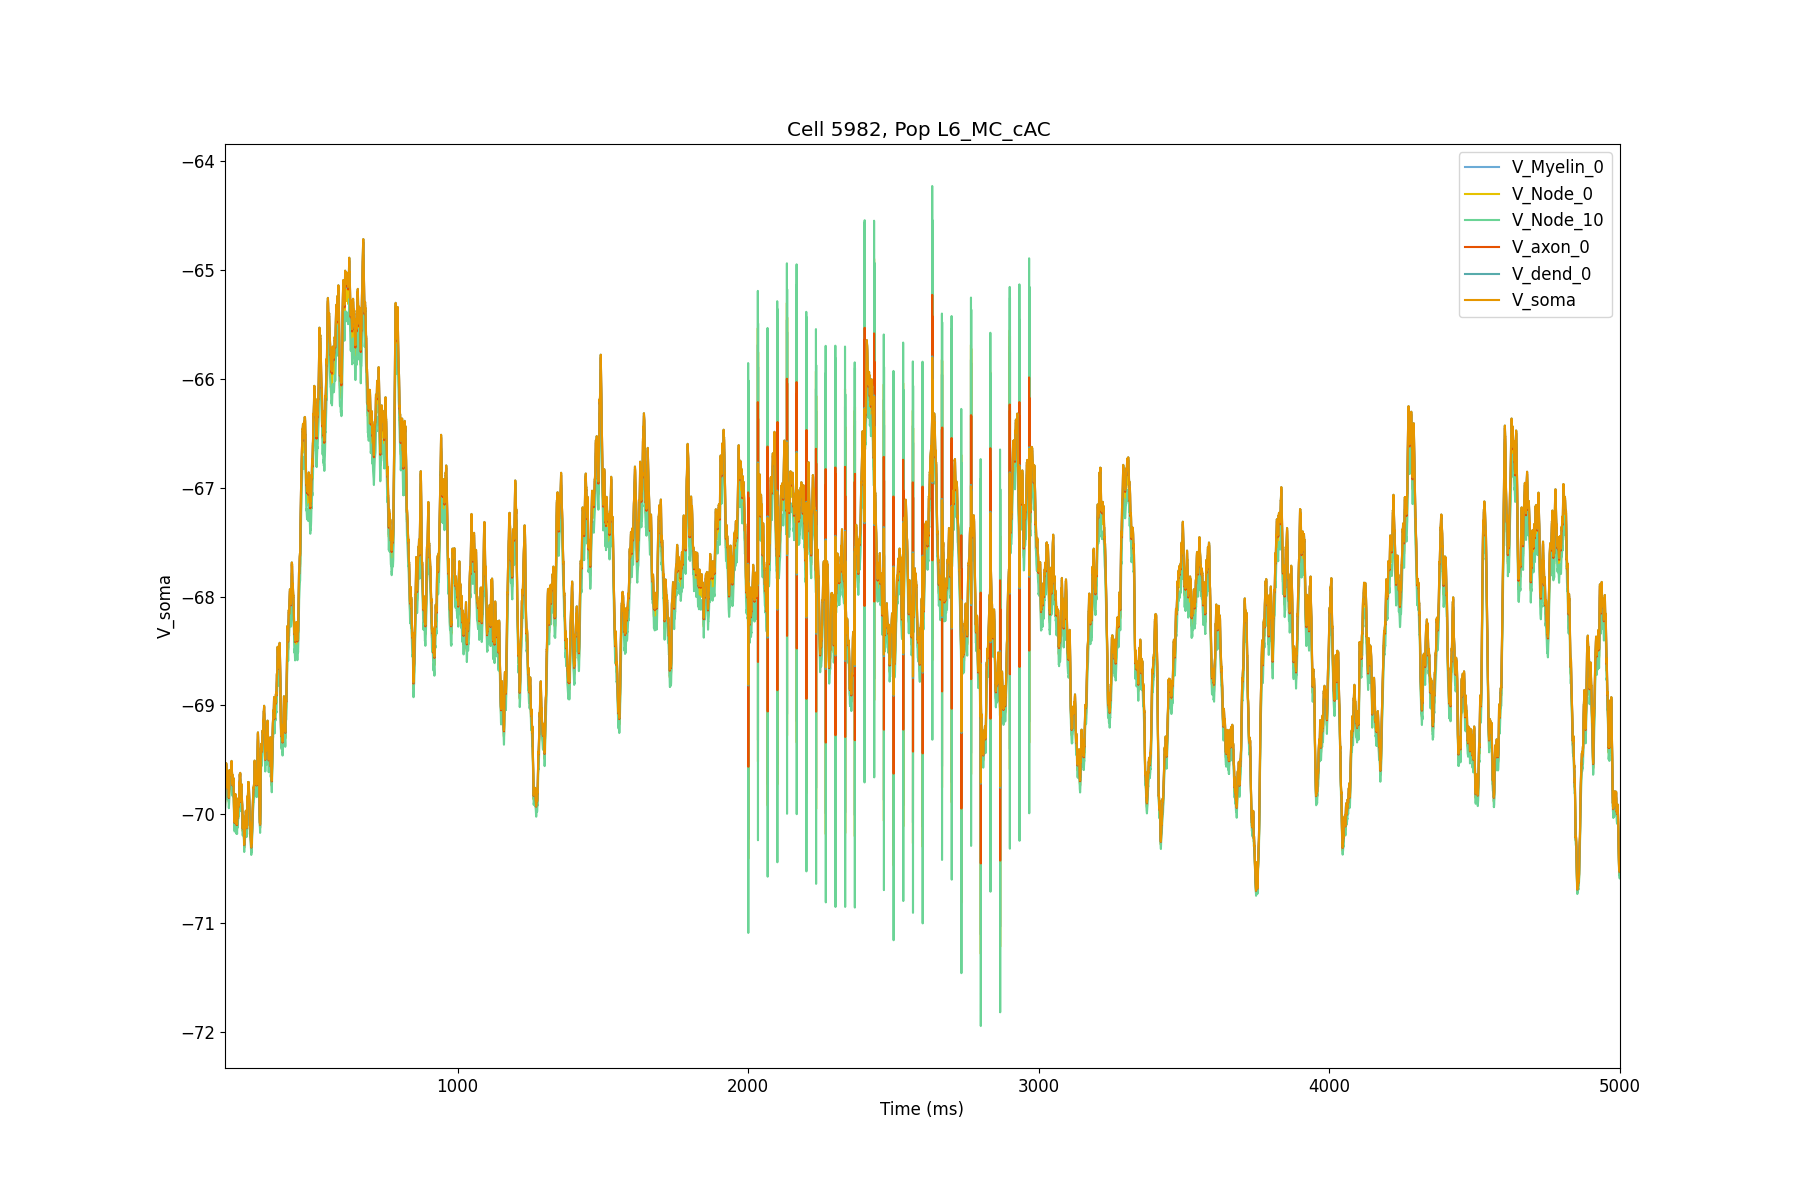 Cell 5982, Pop L6_MC_cAC
V_Myelin_0
V_Node_0
V_Node_10
V_axon_0
V_dend_0
V_soma
−64
−65
−66
−67
−68
−69
−70
−71
−72
V_soma
1000
2000
3000
4000
5000
Time (ms)